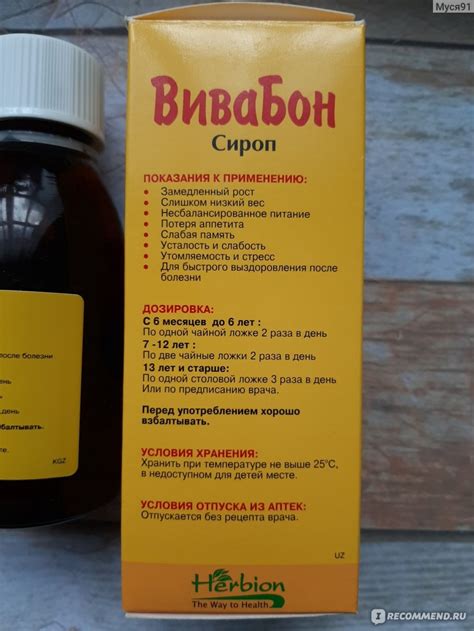 Муся91
ВиваБон
Сироп
ПОКАЗАНИЯ К ПРИМЕНЕНИЮ:
• Замедленный рост
• Слишком низкий вес
• Несбалансированное питание
• Потеря аппетита
• Слабая память
• Усталость и слабость
• Утомляемость и стресс
• Для быстрого выздоровления после
болезни
ДОЗИРОВКА:
С 6 месяцев до 6 лет :
По одной чайной ложке 2 раза в день
7 -12 лет :
По две чайные ложки 2 раза в день
13 лет и старше:
По одной столовой ложке 3 раза в день
Или по предписанию врача.
Перед употреблением хорошо
взбалтывать.
УСЛОВИЯ ХРАНЕНИЯ:
Хранить при температуре не выше 25°С,
в недоступном для детей месте.
УСЛОВИЯ ОТПУСКА ИЗ АПТЕК:
Отпускается без рецепта врача.
UZ
Herbion
The Way to Health
после болезни
день
KGZ
I RECOMMEND.RU